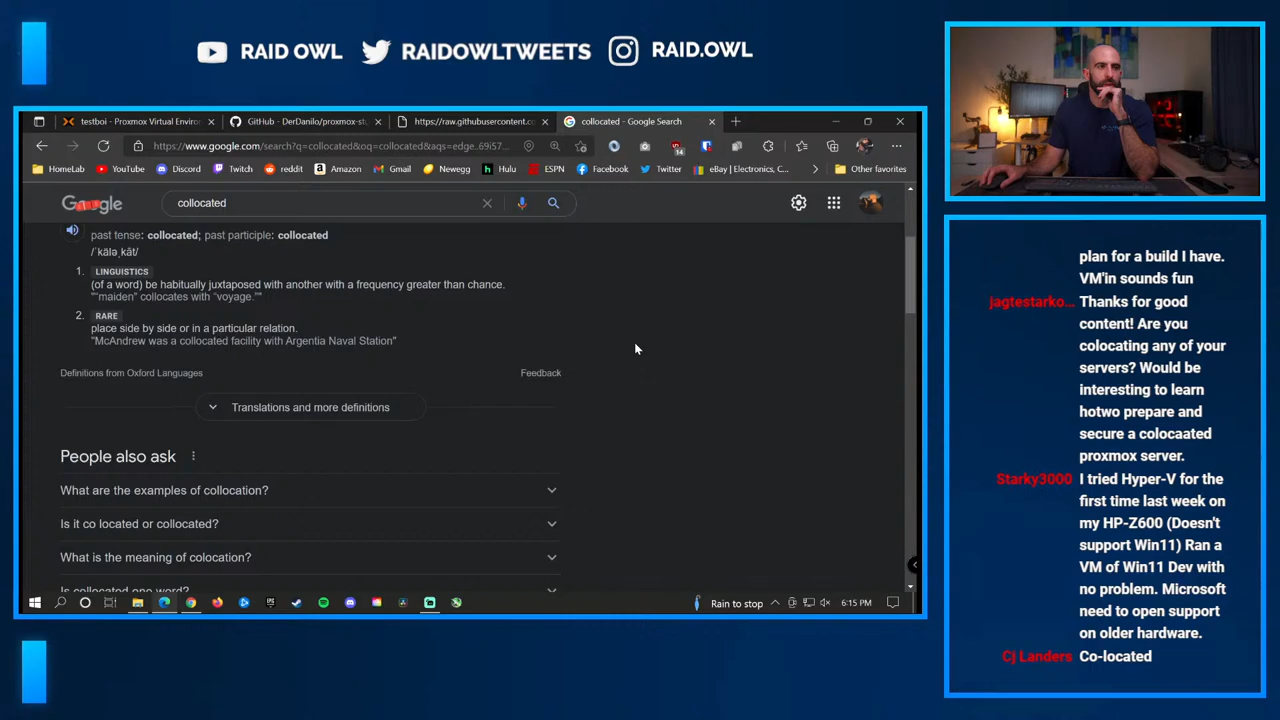 RAID OWL
RAIDOWLTWEETS
RAID.OWL
testboi - Proxmox Virtual Environ
GitHub - DerDanilo/proxmox-stu
https://raw.githubusercontent.co
collocated - Google Search
https://www.google.com/search?q=collocated&oq=collocated&aqs=edge..69i57...
HomeLab
YouTube
Discord
Twitch
reddit
Amazon
Gmail
Newegg
Hulu
ESPN
Facebook
Twitter
eBay | Electronics, C...
Other favorites
14
Google
collocated
past tense: collocated; past participle: collocated
/ˈkäləˌkāt/
1. LINGUISTICS
(of a word) be habitually juxtaposed with another with a frequency greater than chance.
"“maiden” collocates with “voyage.”"
2. RARE
place side by side or in a particular relation.
"McAndrew was a collocated facility with Argentia Naval Station"
Definitions from Oxford Languages
Feedback
Translations and more definitions
People also ask
What are the examples of collocation?
Is it co located or collocated?
What is the meaning of colocation?
Is collocated one word?
Rain to stop
6:15 PM
plan for a build I have.
VM'in sounds fun
jagtestarko... Thanks for good
content! Are you
colocating any of your
servers? Would be
interesting to learn
hotwo prepare and
secure a colocaated
proxmox server.
Starky3000 I tried Hyper-V for the
first time last week on
my HP-Z600 (Doesn't
support Win11) Ran a
VM of Win11 Dev with
no problem. Microsoft
need to open support
on older hardware.
Cj Landers Co-located